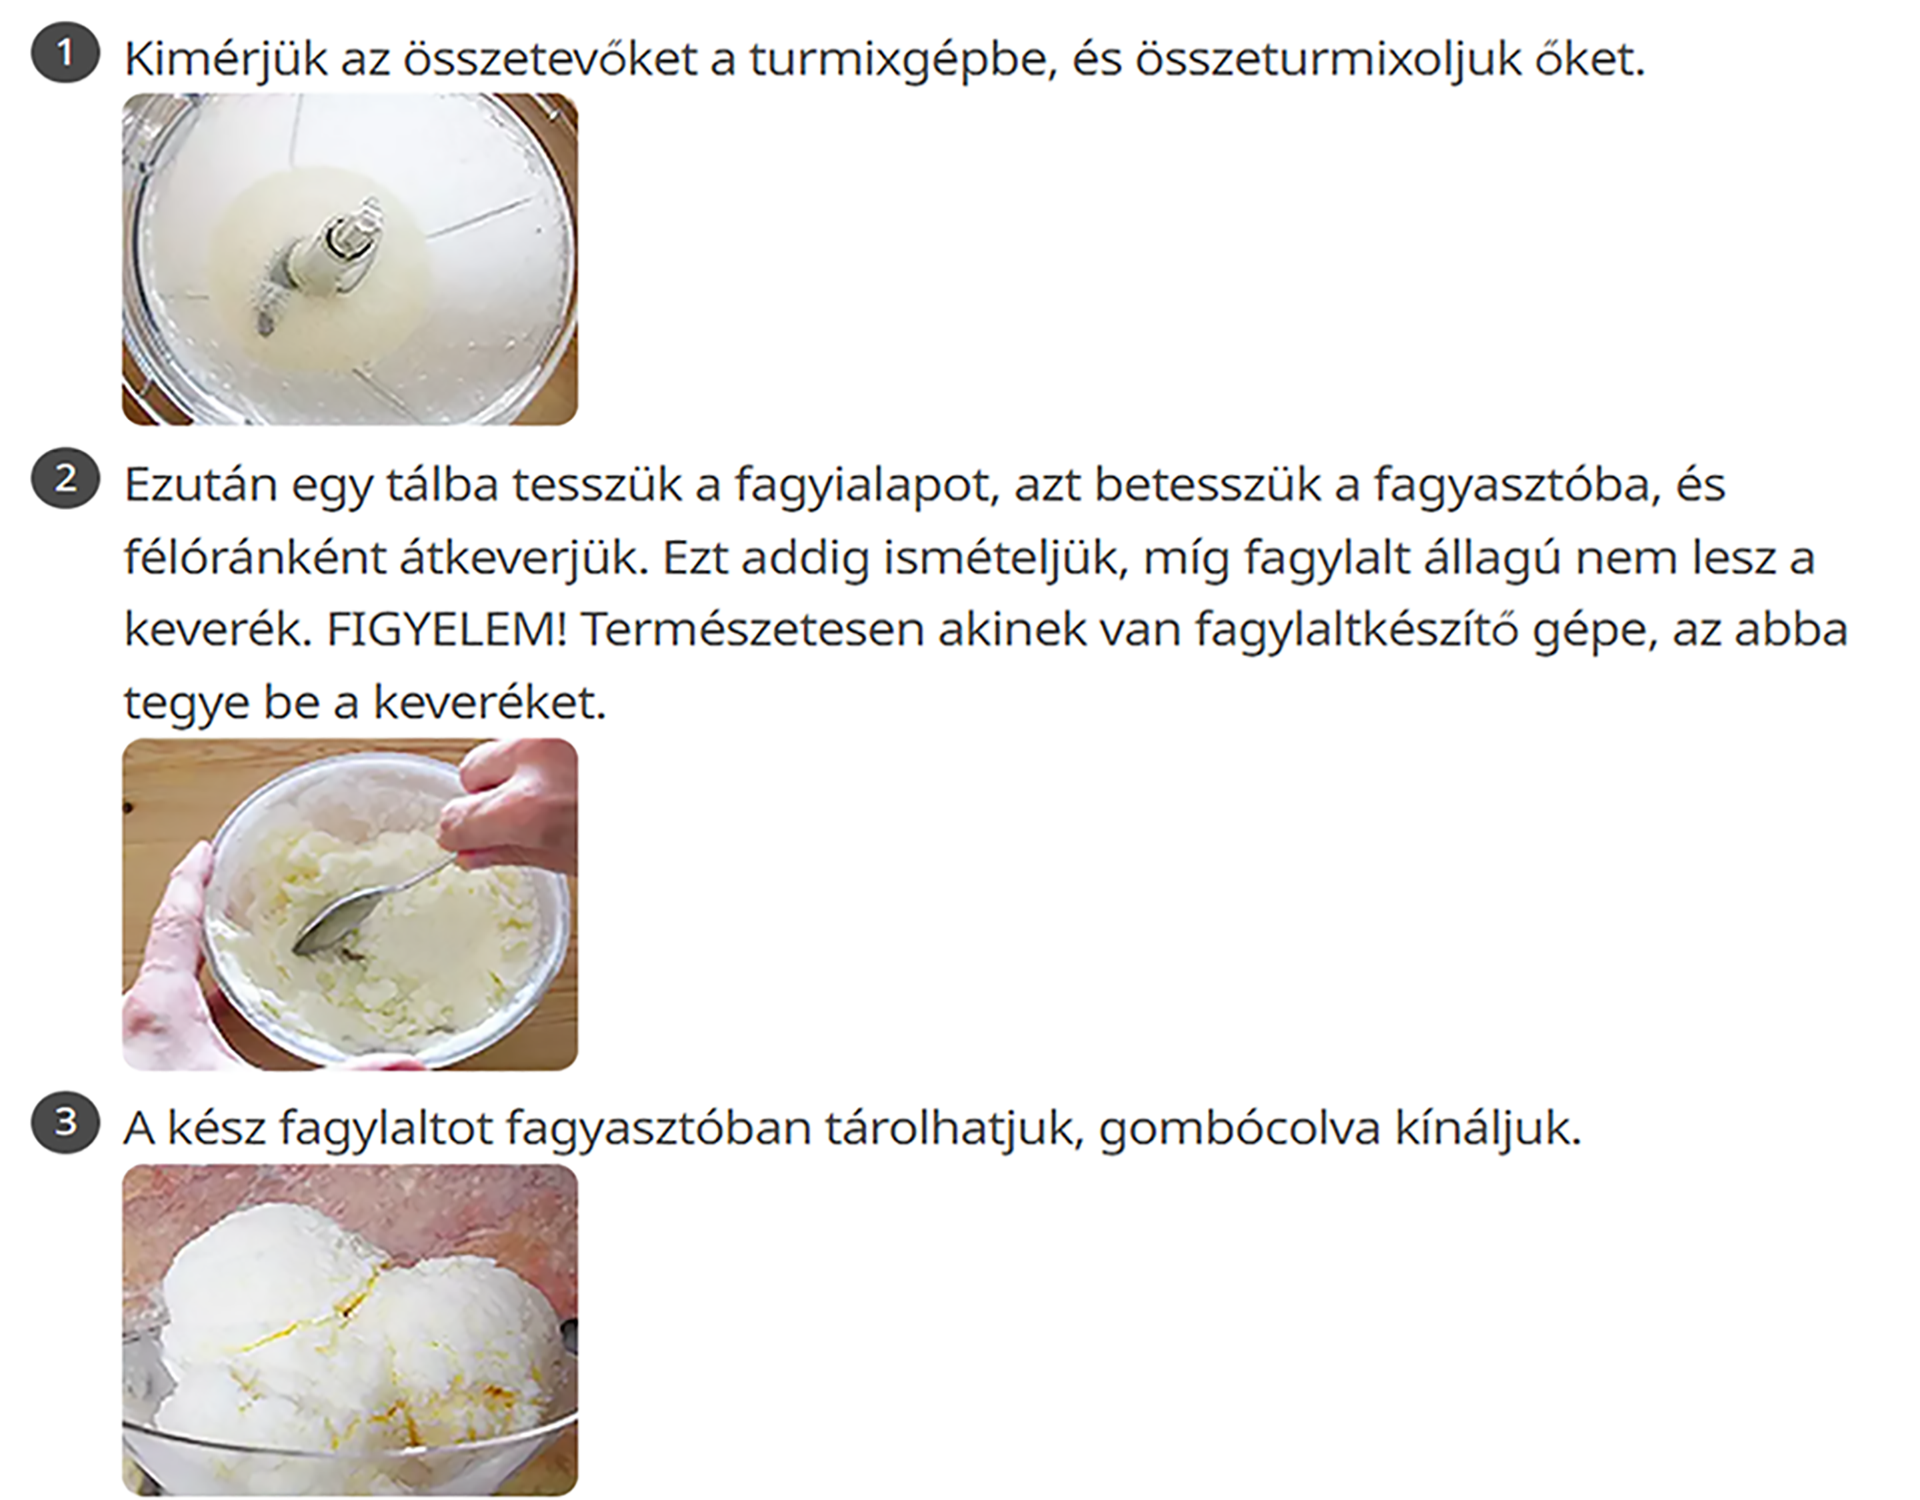 1 Kimérjük az összetevőket a turmixgépbe, és összeturmixoljuk őket.
2 Ezután egy tálba tesszük a fagyialapot, azt betesszük a fagyasztóba, és
félóránként átkeverjük. Ezt addig ismételjük, míg fagylalt állagú nem lesz a
keverék. FIGYELEM! Természetesen akinek van fagylaltkészítő gépe, az abba
tegye be a keveréket.
3 A kész fagylaltot fagyasztóban tárolhatjuk, gombócolva kínáljuk.